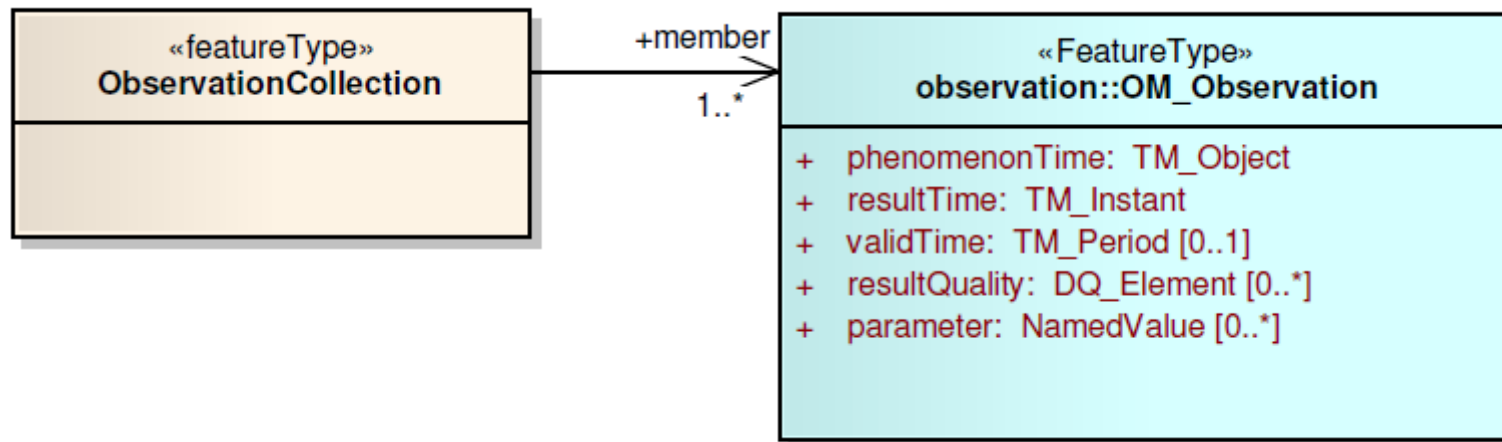 «featureType»
ObservationCollection
+member
1..*
«FeatureType»
observation::OM_Observation
+ phenomenonTime: TM_Object
+ resultTime: TM_Instant
+ validTime: TM_Period [0..1]
+ resultQuality: DQ_Element [0..*]
+ parameter: NamedValue [0..*]